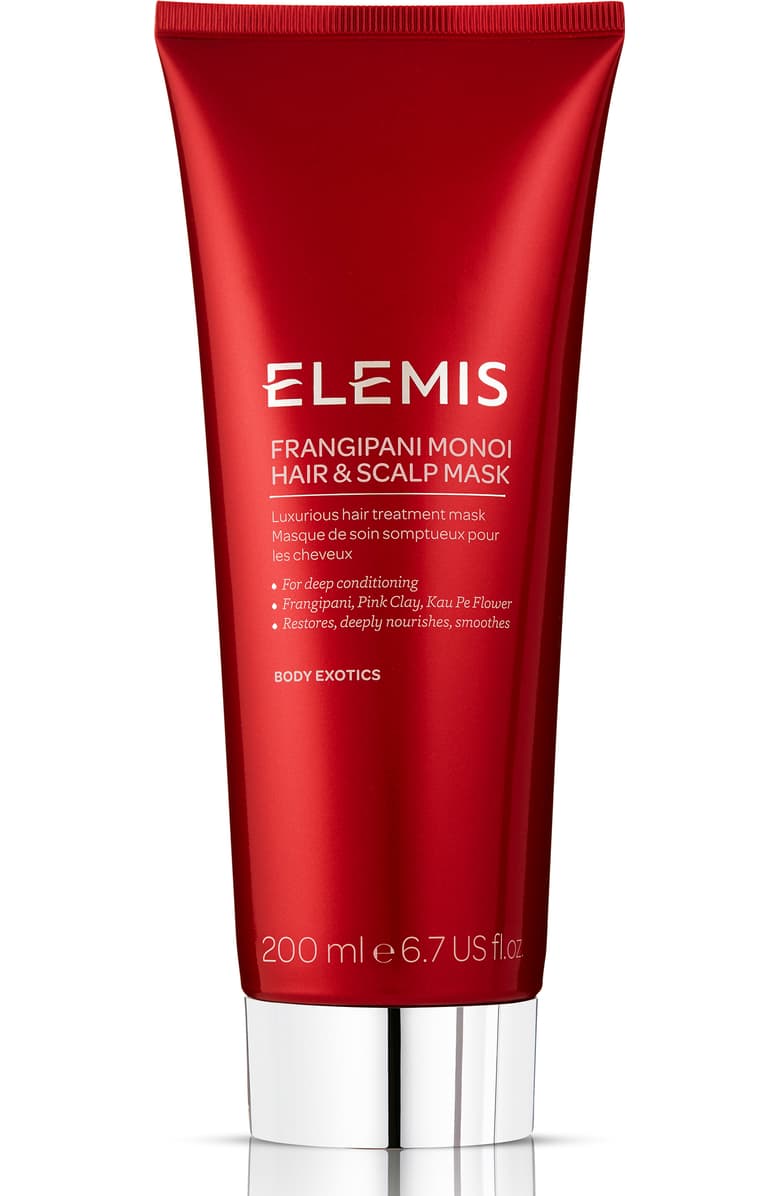 ELEMIS
FRANGIPANI MONOI
HAIR & SCALP MASK
Luxurious hair treatment mask
Masque de soin somptueux pour
les cheveux
• For deep conditioning
• Frangipani, Pink Clay, Kau Pe Flower
• Restores, deeply nourishes, smoothes
BODY EXOTICS
200 ml ℮ 6.7 US fl.oz.